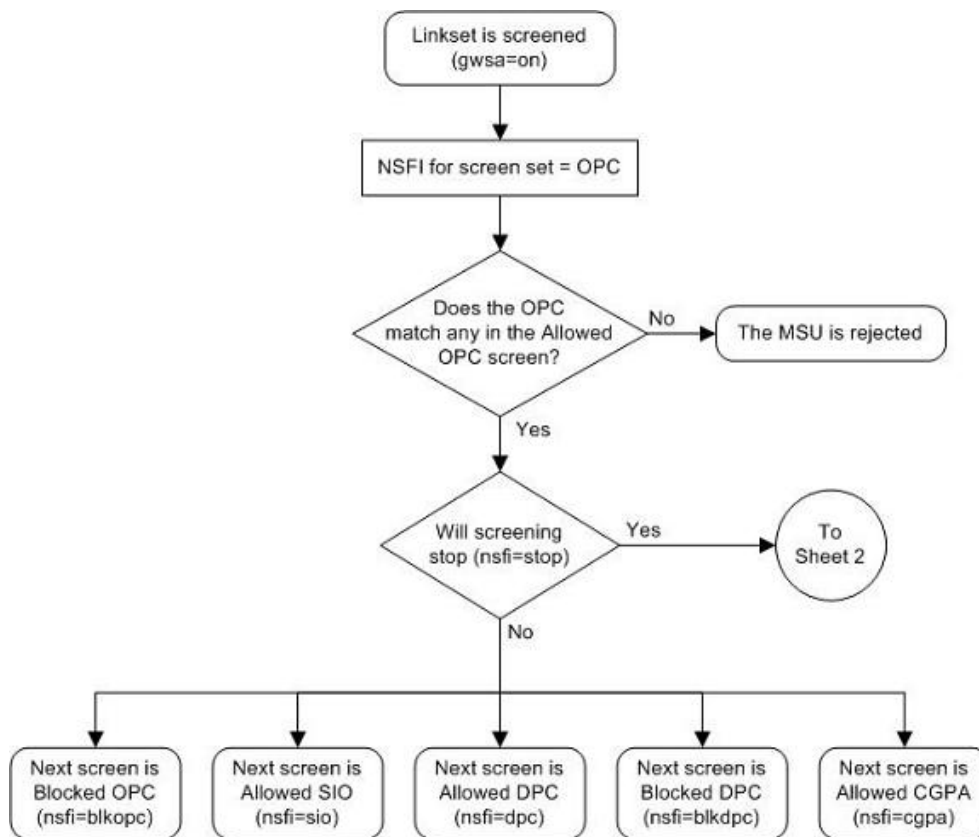 Linkset is screened
(gwsa=on)
NSFI for screen set = OPC
Does the OPC
match any in the Allowed
OPC screen?
No
The MSU is rejected
Yes
Will screening
stop (nsfi=stop)
Yes
To
Sheet 2
No
Next screen is
Blocked OPC
(nsfi=blkopc)
Next screen is
Allowed SIO
(nsfi=sio)
Next screen is
Allowed DPC
(nsfi=dpc)
Next screen is
Blocked DPC
(nsfi=blkdpc)
Next screen is
Allowed CGPA
(nsfi=cgpa)